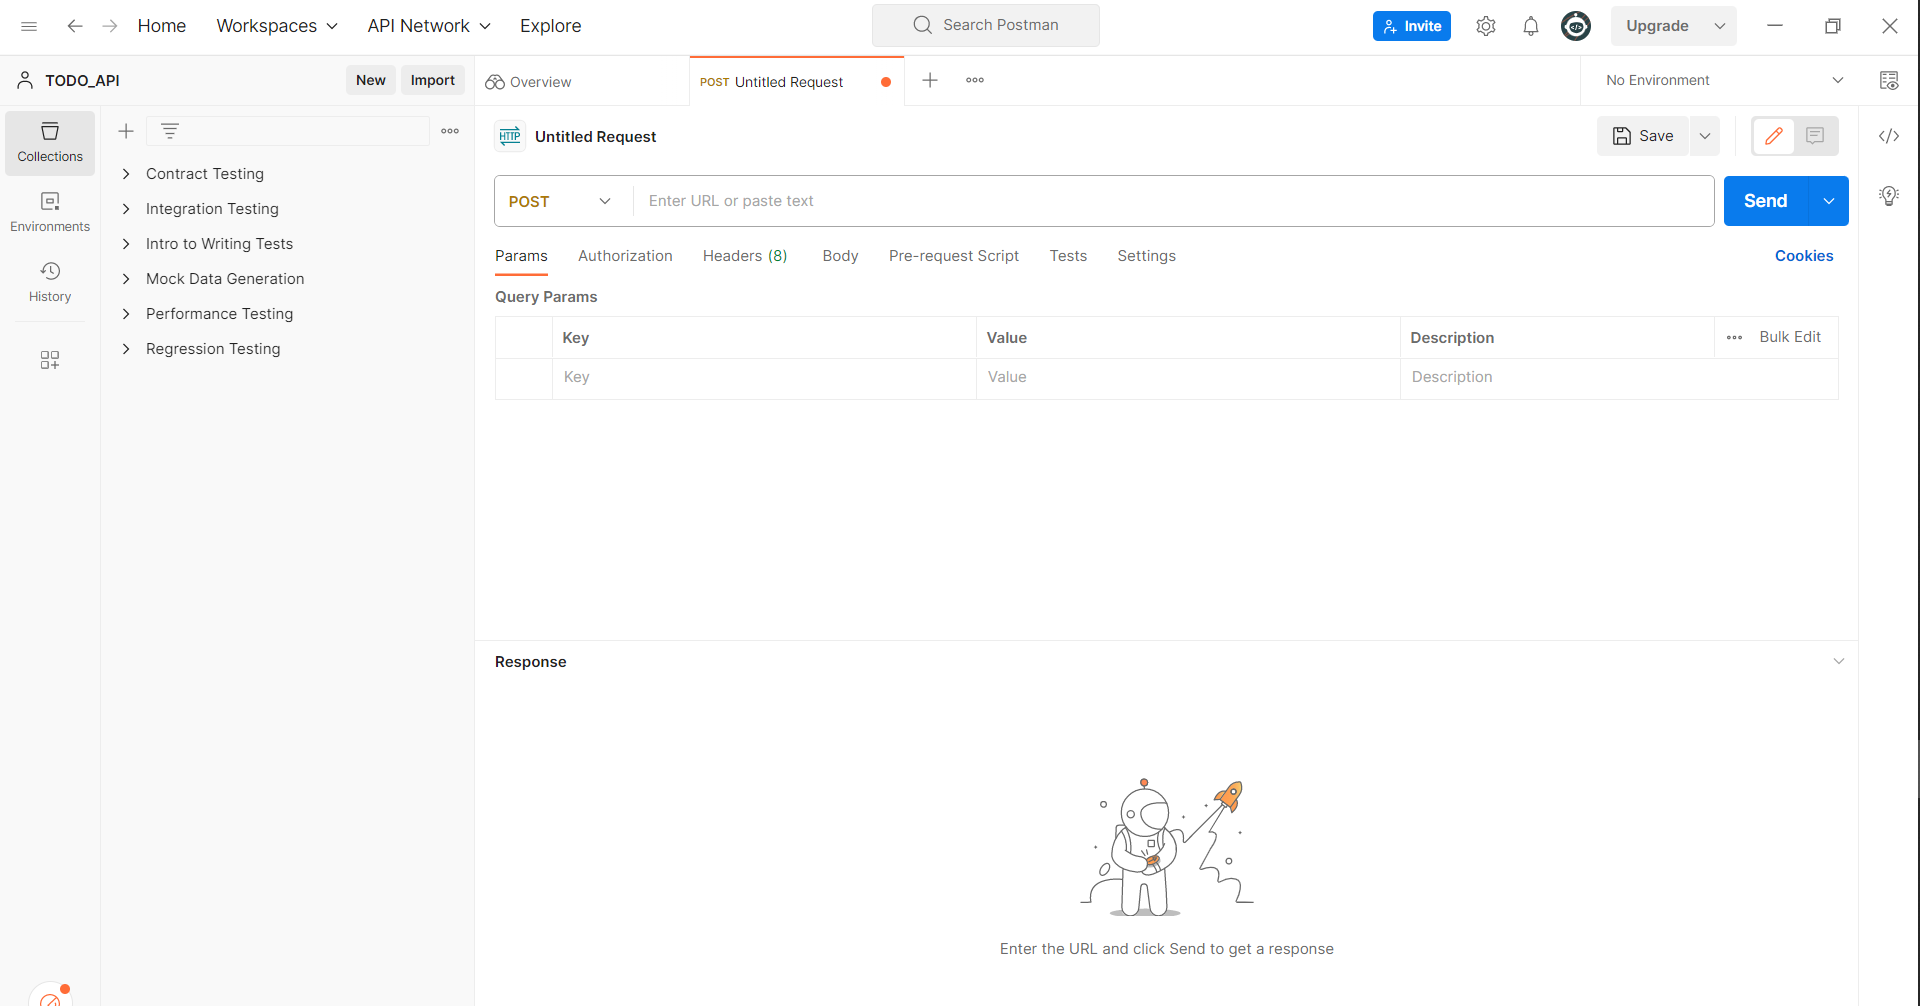 Home Workspaces API Network Explore Search Postman Invite Upgrade
TODO_API New Import Overview POST Untitled Request No Environment
Collections
Environments
History
Contract Testing
Integration Testing
Intro to Writing Tests
Mock Data Generation
Performance Testing
Regression Testing
HTTP Untitled Request Save
POST Enter URL or paste text Send
Params Authorization Headers (8) Body Pre-request Script Tests Settings Cookies
Query Params
Key Value Description Bulk Edit
Key Value Description
Response
Enter the URL and click Send to get a response